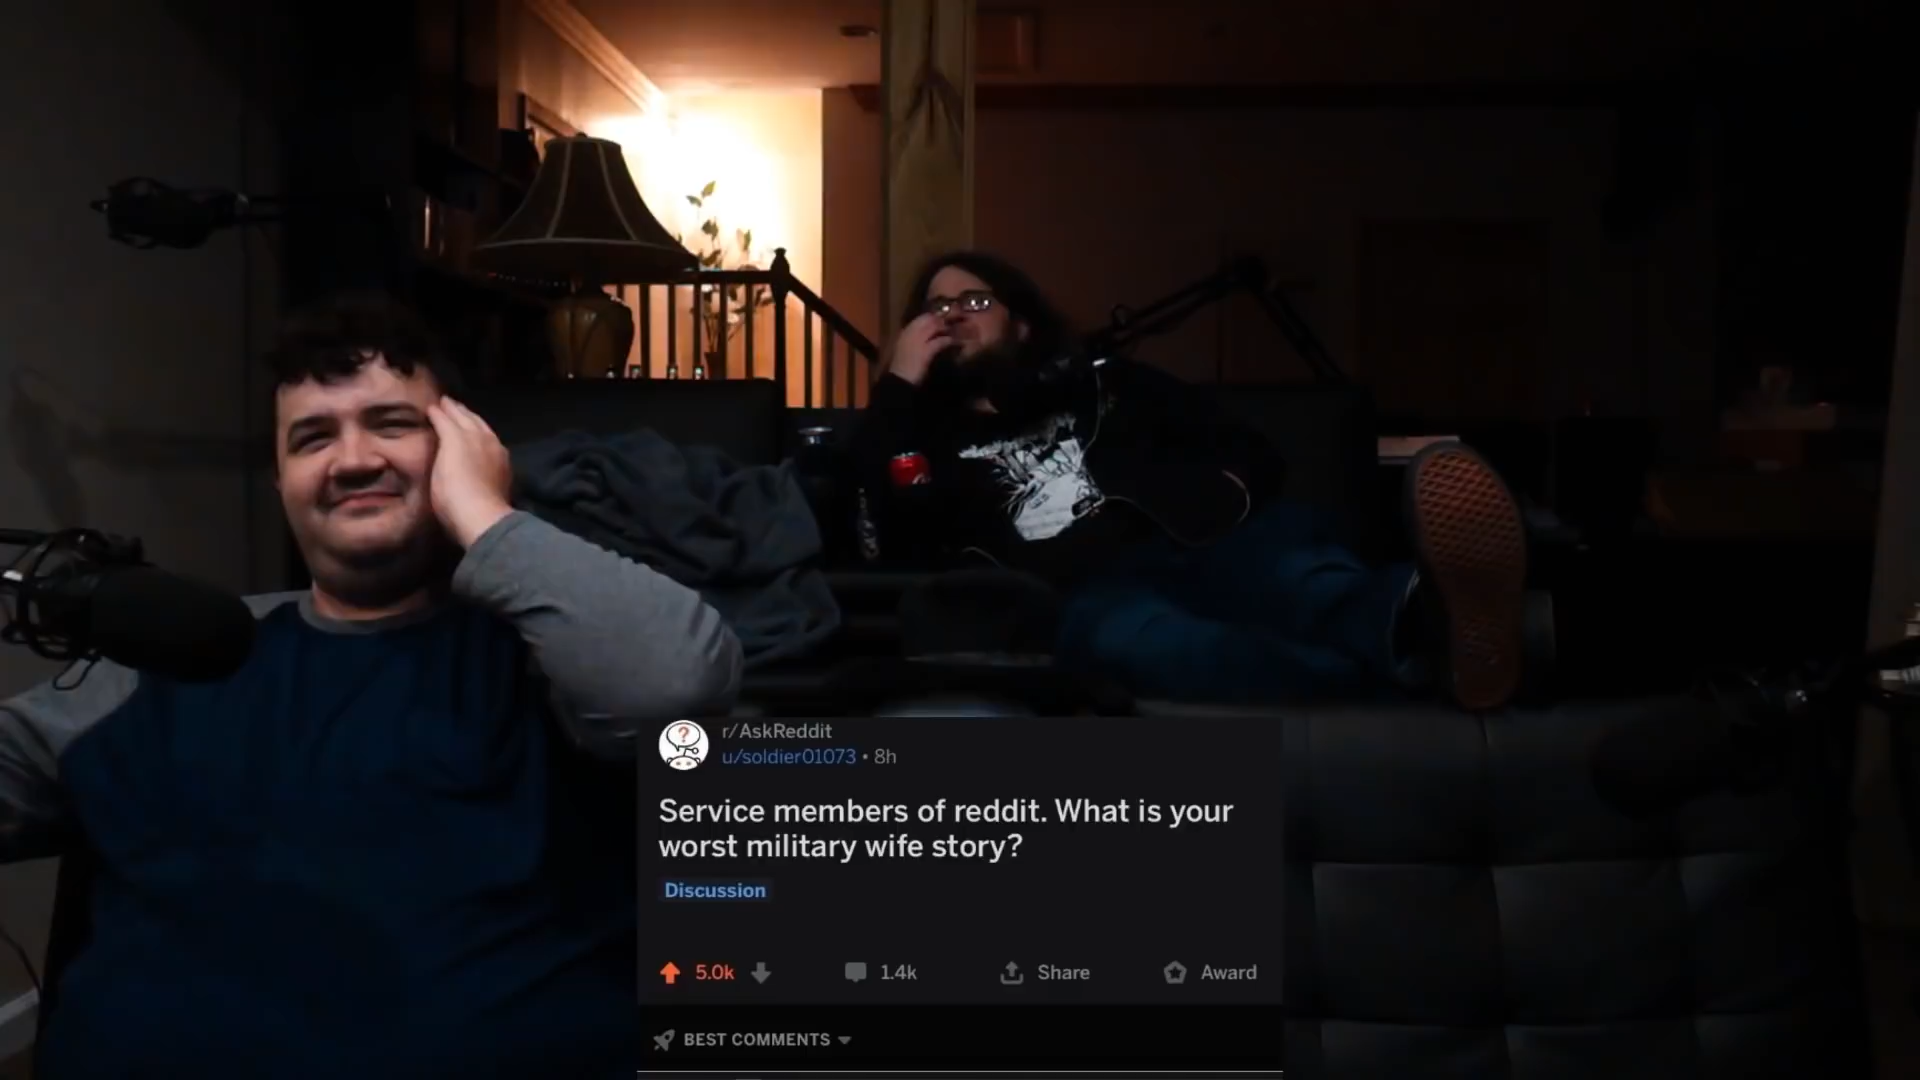 r/AskReddit
u/soldier01073 • 8h
Service members of reddit. What is your
worst military wife story?
Discussion
5.0k
1.4k
Share
Award
BEST COMMENTS